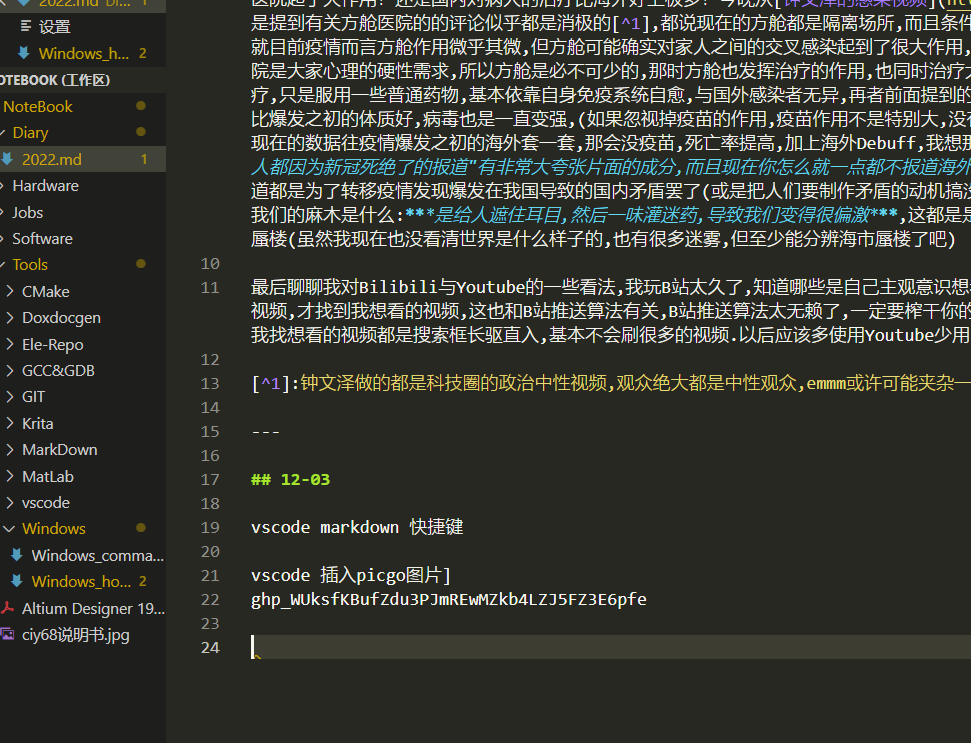 2022.md
设置
Windows_h... 2
NOTEBOOK (工作区)
NoteBook
Diary
2022.md 1
Hardware
Jobs
Software
Tools
CMake
Doxdocgen
Ele-Repo
GCC&GDB
GIT
Krita
MarkDown
MatLab
vscode
Windows
Windows_comma...
Windows_ho... 2
Altium Designer 19...
ciy68说明书.jpg
是提到有关方舱医院的的评论似乎都是消极的[^1],都说现在的方舱都是隔离场所,而且条件
就目前疫情而言方舱作用微乎其微,但方舱可能确实对家人之间的交叉感染起到了很大作用,
院是大家心理的硬性需求,所以方舱是必不可少的,那时方舱也发挥治疗的作用,也同时治疗
疗,只是服用一些普通药物,基本依靠自身免疫系统自愈,与国外感染者无异,再者前面提到的
比爆发之初的体质好,病毒也是一直变强,(如果忽视掉疫苗的作用,疫苗作用不是特别大,没
现在的数据往疫情爆发之初的海外套一套,那会没疫苗,死亡率提高,加上海外Debuff,我想那
人都因为新冠死绝了的报道"有非常大夸张片面的成分,而且现在你怎么就一点都不报道海外
道都是为了转移疫情发现爆发在我国导致的国内矛盾罢了(或是把人们要制作矛盾的动机搞
我们的麻木是什么:***是给人遮住耳目,然后一味灌迷药,导致我们变得很偏激***,这都是是
蜃楼(虽然我现在也没看清世界是什么样子的,也有很多迷雾,但至少能分辨海市蜃楼了吧)
10
11 最后聊聊我对Bilibili与Youtube的一些看法,我玩B站太久了,知道哪些是自己主观意识想
视频,才找到我想看的视频,这也和B站推送算法有关,B站推送算法太无赖了,一定要榨干你的
我找想看的视频都是搜索框长驱直入,基本不会刷很多的视频.以后应该多使用Youtube少用
12
13 [^1]:钟文泽做的都是科技圈的政治中性视频,观众绝大都是中性观众,emmm或许可能夹杂一
14
15 ---
16
17 ## 12-03
18
19 vscode markdown 快捷键
20
21 vscode 插入picgo图片]
22 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
23
24